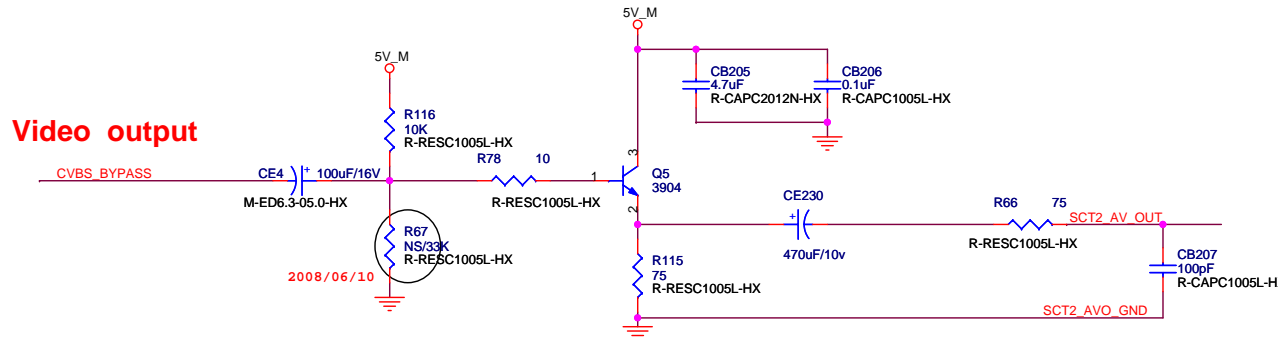 5V_M
5V_M
CB205
4.7uF
R-CAPC2012N-HX
CB206
0.1uF
R-CAPC1005L-HX
R116
10K
R-RESC1005L-HX
Video output
R78 10
R-RESC1005L-HX
3
1
2
Q5
3904
CVBS_BYPASS
CE4
+
100uF/16V
M-ED6.3-05.0-HX
CE230
+
470uF/10v
R66 75
R-RESC1005L-HX
SCT2_AV_OUT
R67
NS/33K
R-RESC1005L-HX
2008/06/10
R115
75
R-RESC1005L-HX
CB207
100pF
R-CAPC1005L-H
SCT2_AVO_GND